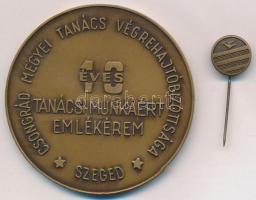 CSONGRÁD MEGYEI TANÁCS VÉGREHAJTÓBIZOTTSÁGA
10
ÉVES
TANÁCSI MUNKÁÉRT
EMLÉKÉREM
SZEGED